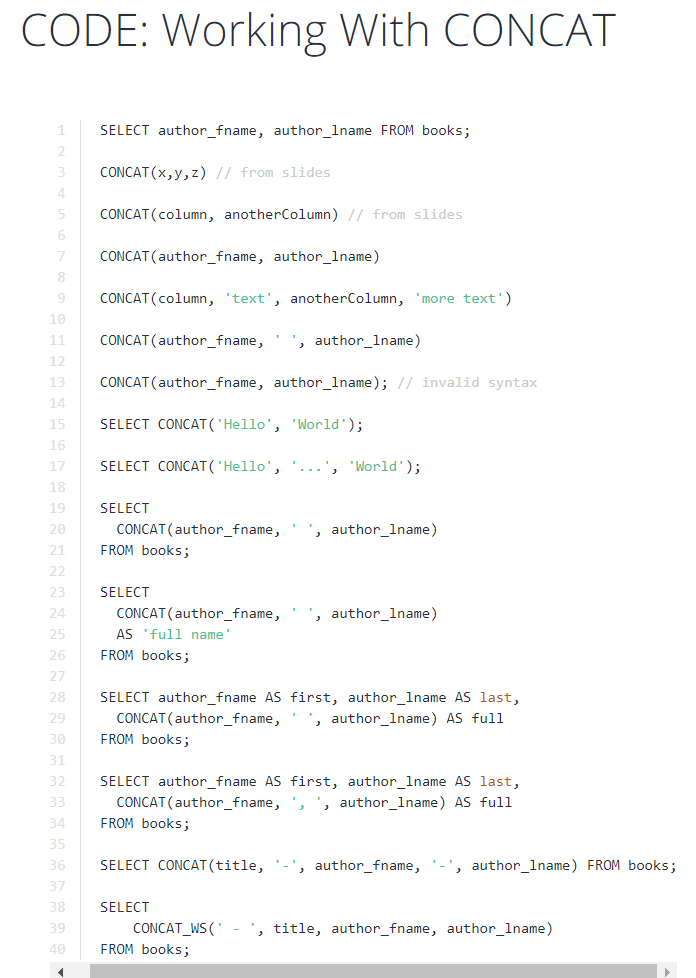 CODE: Working With CONCAT
1 SELECT author_fname, author_lname FROM books;
2
3 CONCAT(x,y,z) // from slides
4
5 CONCAT(column, anotherColumn) // from slides
6
7 CONCAT(author_fname, author_lname)
8
9 CONCAT(column, 'text', anotherColumn, 'more text')
10
11 CONCAT(author_fname, ' ', author_lname)
12
13 CONCAT(author_fname, author_lname); // invalid syntax
14
15 SELECT CONCAT('Hello', 'World');
16
17 SELECT CONCAT('Hello', '...', 'World');
18
19 SELECT
20   CONCAT(author_fname, ' ', author_lname)
21 FROM books;
22
23 SELECT
24   CONCAT(author_fname, ' ', author_lname)
25   AS 'full name'
26 FROM books;
27
28 SELECT author_fname AS first, author_lname AS last,
29   CONCAT(author_fname, ' ', author_lname) AS full
30 FROM books;
31
32 SELECT author_fname AS first, author_lname AS last,
33   CONCAT(author_fname, ', ', author_lname) AS full
34 FROM books;
35
36 SELECT CONCAT(title, '-', author_fname, '-', author_lname) FROM books;
37
38 SELECT
39     CONCAT_WS(' - ', title, author_fname, author_lname)
40 FROM books;